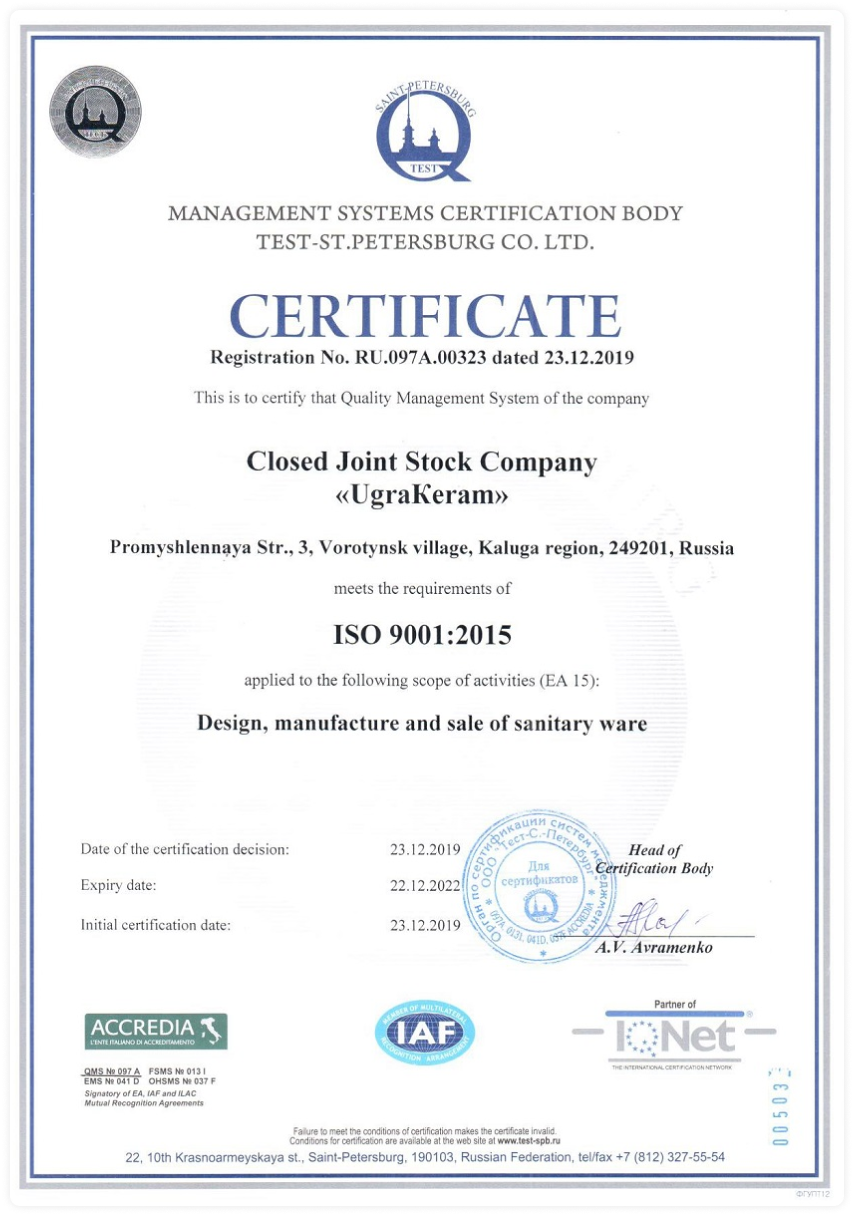 SAINT-PETERSBURG
TEST
MANAGEMENT SYSTEMS CERTIFICATION BODY
TEST-ST.PETERSBURG CO. LTD.
CERTIFICATE
Registration No. RU.097A.00323 dated 23.12.2019
This is to certify that Quality Management System of the company
Closed Joint Stock Company
«UgraKeram»
Promyshlennaya Str., 3, Vorotynsk village, Kaluga region, 249201, Russia
meets the requirements of
ISO 9001:2015
applied to the following scope of activities (EA 15):
Design, manufacture and sale of sanitary ware
Date of the certification decision: 23.12.2019
Expiry date: 22.12.2022
Initial certification date: 23.12.2019
Орган по сертификации систем менеджмента
ООО "Тест-С.-Петербург"
Для
сертификатов
097A, 013I, 041D, 037F ACCREDIA
Head of
Certification Body
A.V. Avramenko
ACCREDIA
L'ENTE ITALIANO DI ACCREDITAMENTO
QMS № 097 A FSMS № 013 I
EMS № 041 D OHSMS № 037 F
Signatory of EA, IAF and ILAC
Mutual Recognition Agreements
MEMBER OF MULTILATERAL
IAF
RECOGNITION ARRANGEMENT
Partner of
IQNet®
THE INTERNATIONAL CERTIFICATION NETWORK
Failure to meet the conditions of certification makes the certificate invalid.
Conditions for certification are available at the web site at www.test-spb.ru
22, 10th Krasnoarmeyskaya st., Saint-Petersburg, 190103, Russian Federation, tel/fax +7 (812) 327-55-54
ФГУПТ12